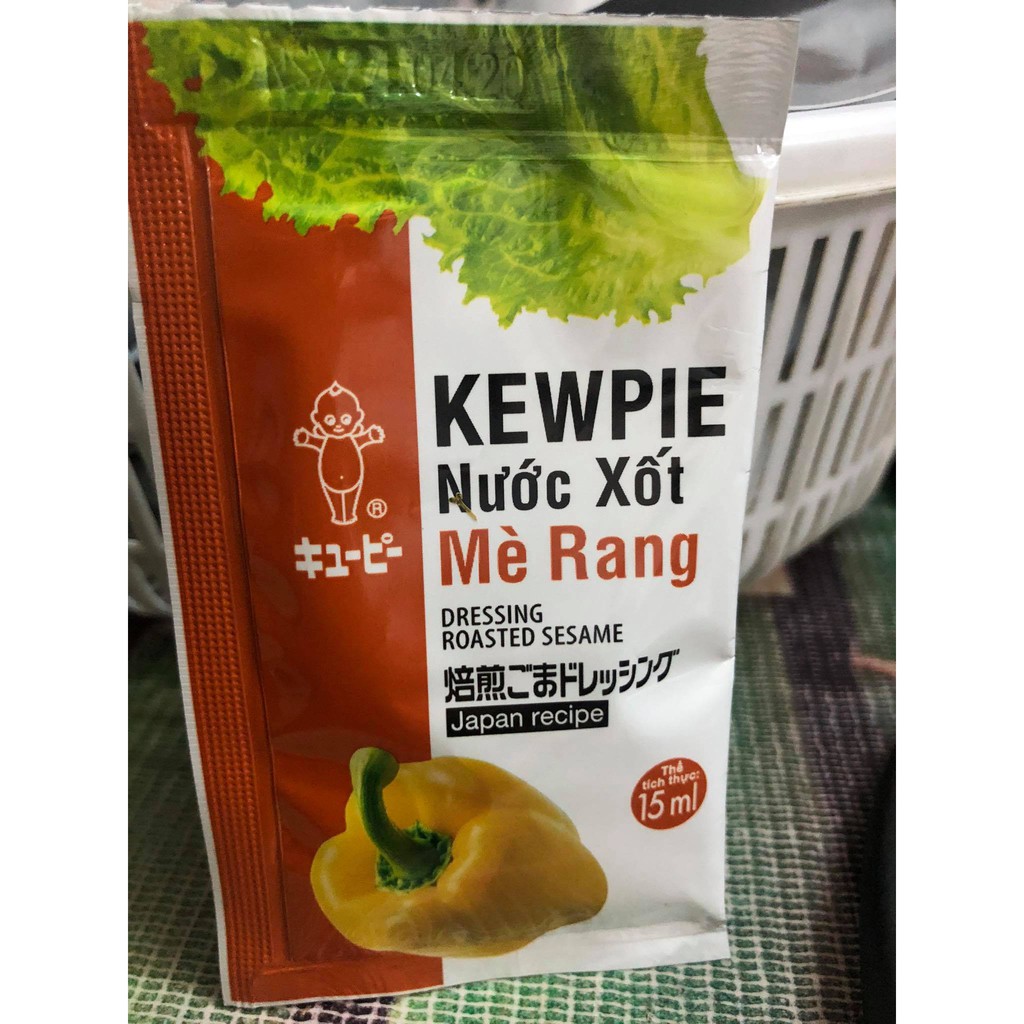 KEWPIE
Nước Xốt
Mè Rang
DRESSING
ROASTED SESAME
焙煎ごまドレッシング
Japan recipe
®
キューピー
Thể
tích thực:
15 ml